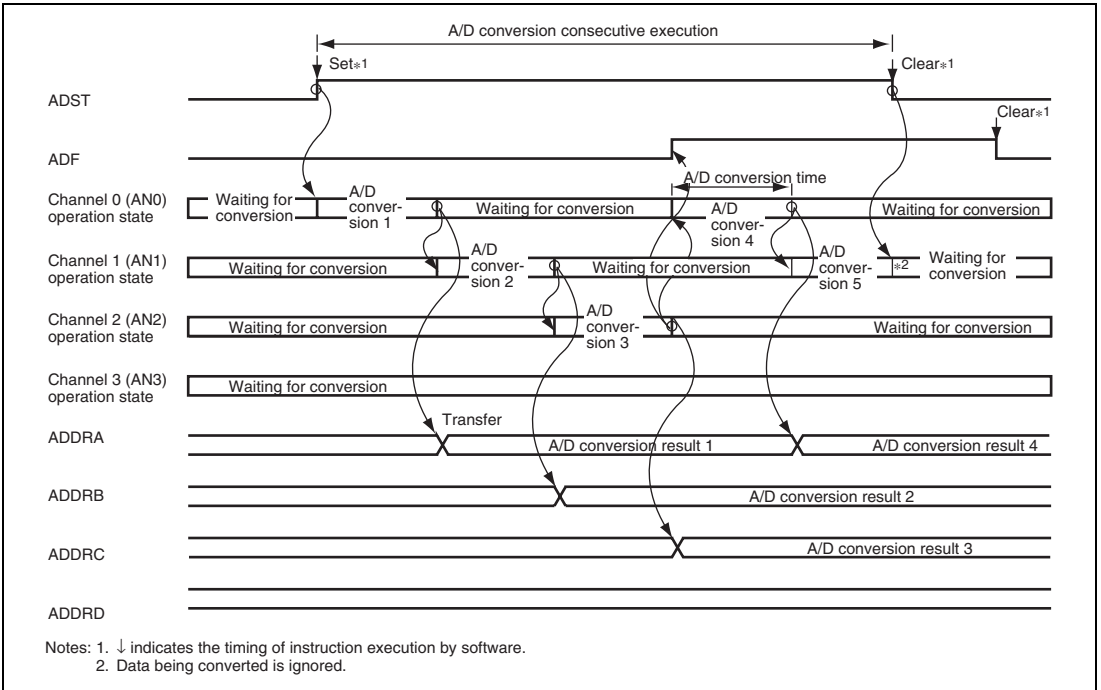 A/D conversion consecutive execution
Set*1
Clear*1
ADST
Clear*1
ADF
A/D conversion time
Channel 0 (AN0)
operation state
Waiting for
conversion
A/D
conver-
sion 1
Waiting for conversion
A/D
conver-
sion 4
Waiting for conversion
Channel 1 (AN1)
operation state
Waiting for conversion
A/D
conver-
sion 2
Waiting for conversion
A/D
conver-
sion 5
*2
Waiting for
conversion
Channel 2 (AN2)
operation state
Waiting for conversion
A/D
conver-
sion 3
Waiting for conversion
Channel 3 (AN3)
operation state
Waiting for conversion
Transfer
ADDRA
A/D conversion result 1
A/D conversion result 4
ADDRB
A/D conversion result 2
ADDRC
A/D conversion result 3
ADDRD
Notes: 1. ↓ indicates the timing of instruction execution by software.
2. Data being converted is ignored.